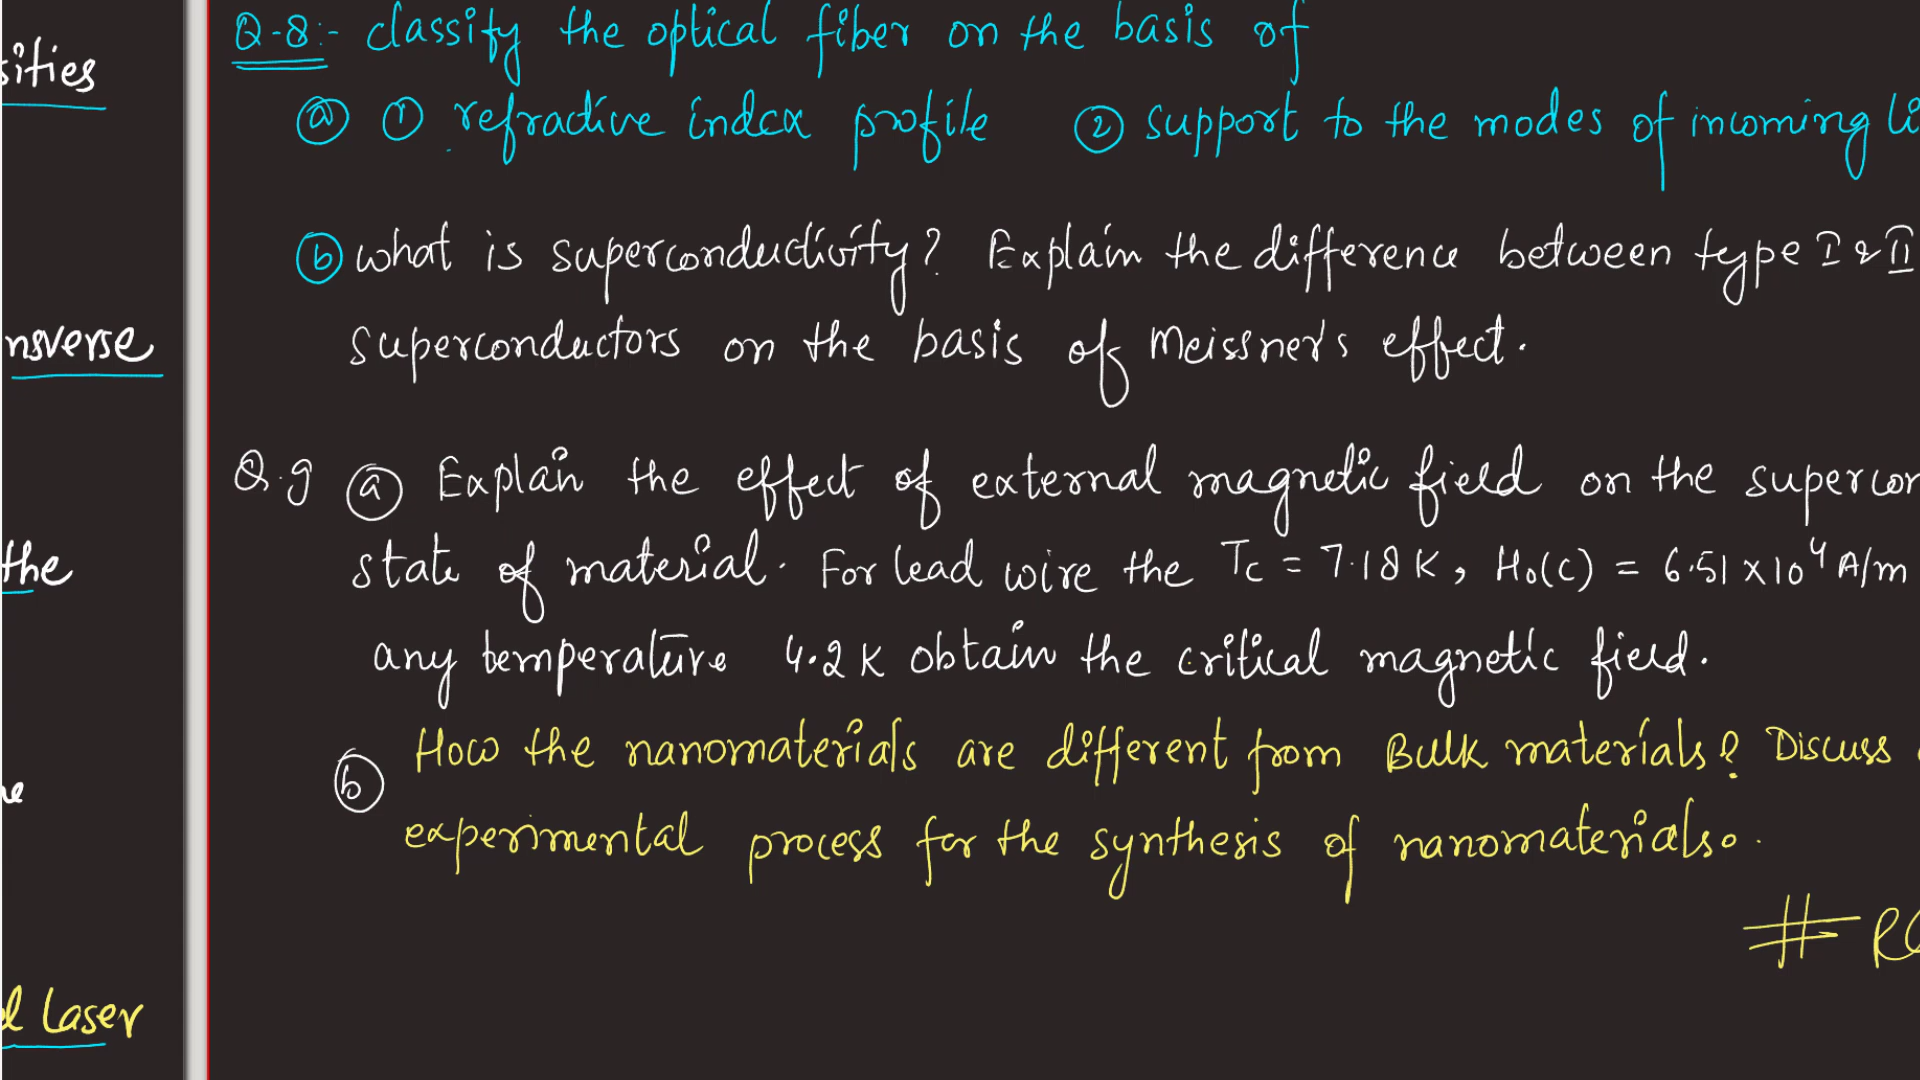 sities
nsverse
the
Laser
Q-8:- classify the optical fiber on the basis of
(a) (1) refractive index profile (2) support to the modes of incoming
(b) what is superconductivity? Explain the difference between type I & II
superconductors on the basis of Meissner's effect.
Q.9 (a) Explain the effect of external magnetic field on the supercon
state of material. For lead wire the Tc = 7.18 K, H₀(c) = 6.51 x 10⁴ A/m
any temperature 4.2 K obtain the critical magnetic field.
(b) How the nanomaterials are different from Bulk materials? Discuss
experimental process for the synthesis of nanomaterials.
#